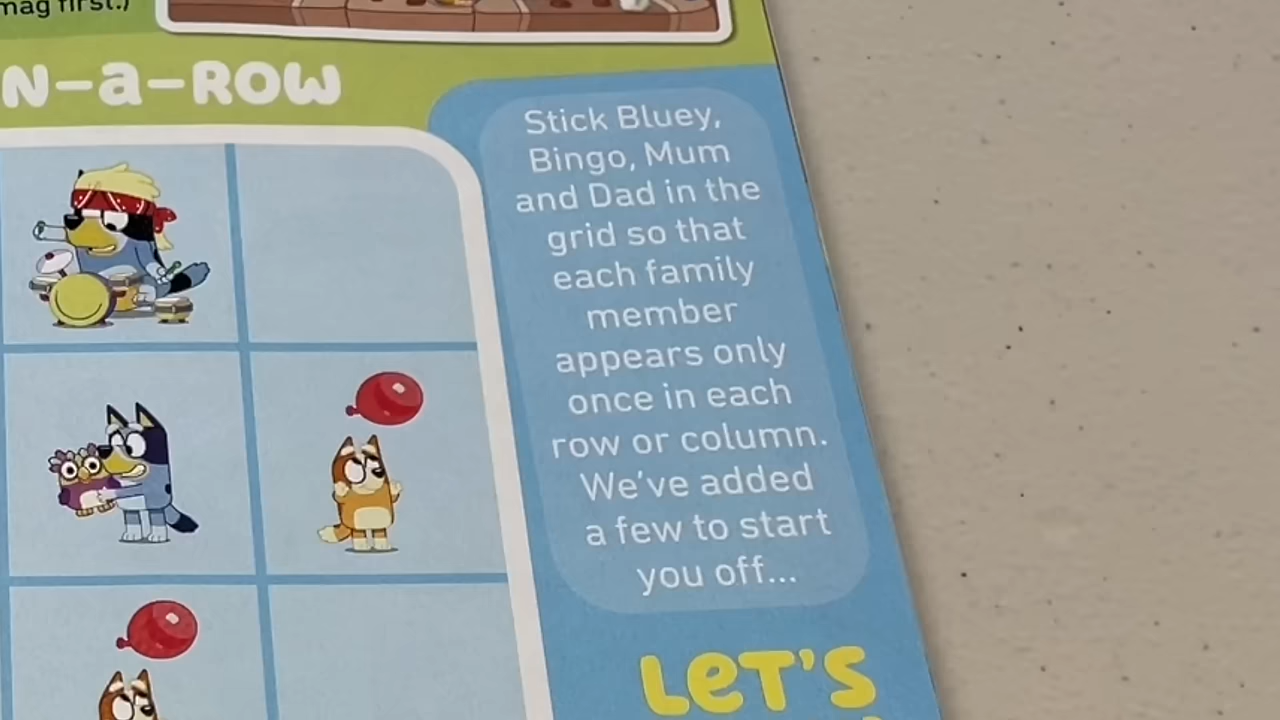 mag first.)
N-a-ROW
Stick Bluey,
Bingo, Mum
and Dad in the
grid so that
each family
member
appears only
once in each
row or column.
We've added
a few to start
you off...
LET'S